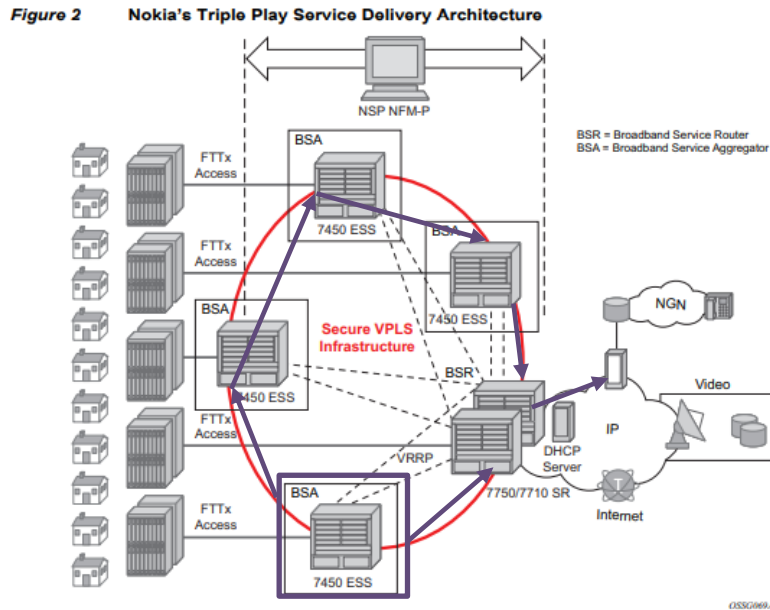 Figure 2 Nokia's Triple Play Service Delivery Architecture
NSP NFM-P
BSR = Broadband Service Router
BSA = Broadband Service Aggregator
BSA
FTTx
Access
7450 ESS
BSA
FTTx
Access
7450 ESS
NGN
BSA
Secure VPLS
Infrastructure
BSR
7450 ESS
Video
FTTx
Access
IP
DHCP
Server
VRRP
7750/7710 SR
T
Internet
BSA
FTTx
Access
7450 ESS